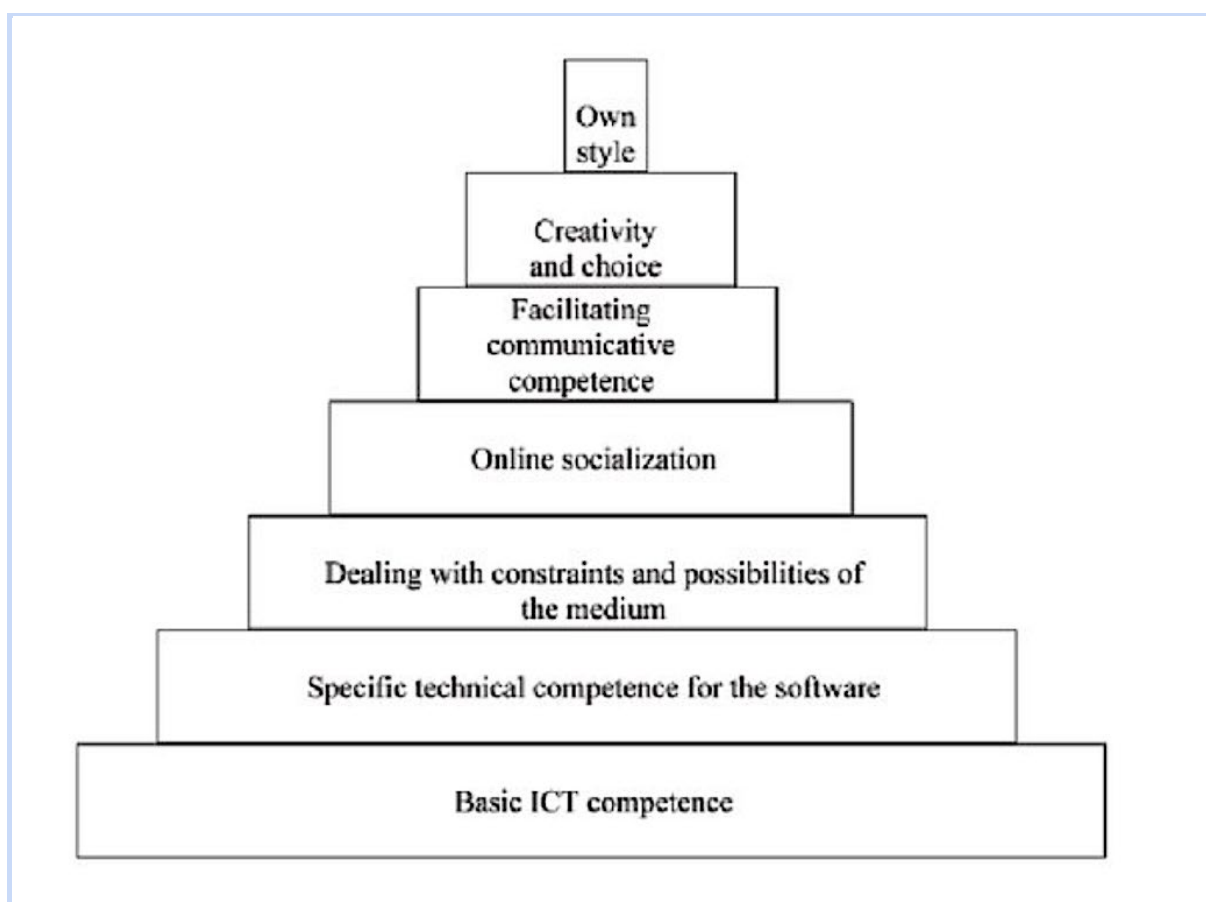 Own
style
Creativity
and choice
Facilitating
communicative
competence
Online socialization
Dealing with constraints and possibilities of
the medium
Specific technical competence for the software
Basic ICT competence